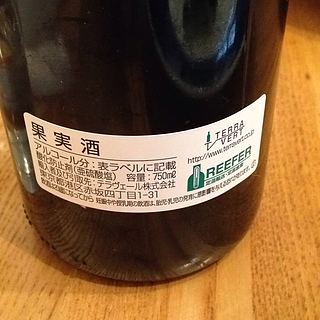 果実酒
アルコール分：表ラベルに記載
酸化防止剤（亜硫酸塩） 容量：750ml
引取先：テラヴェール株式会社
東京都港区赤坂四丁目1-31
TERRA
VERT
http://www.terravert.co.jp
REEFER